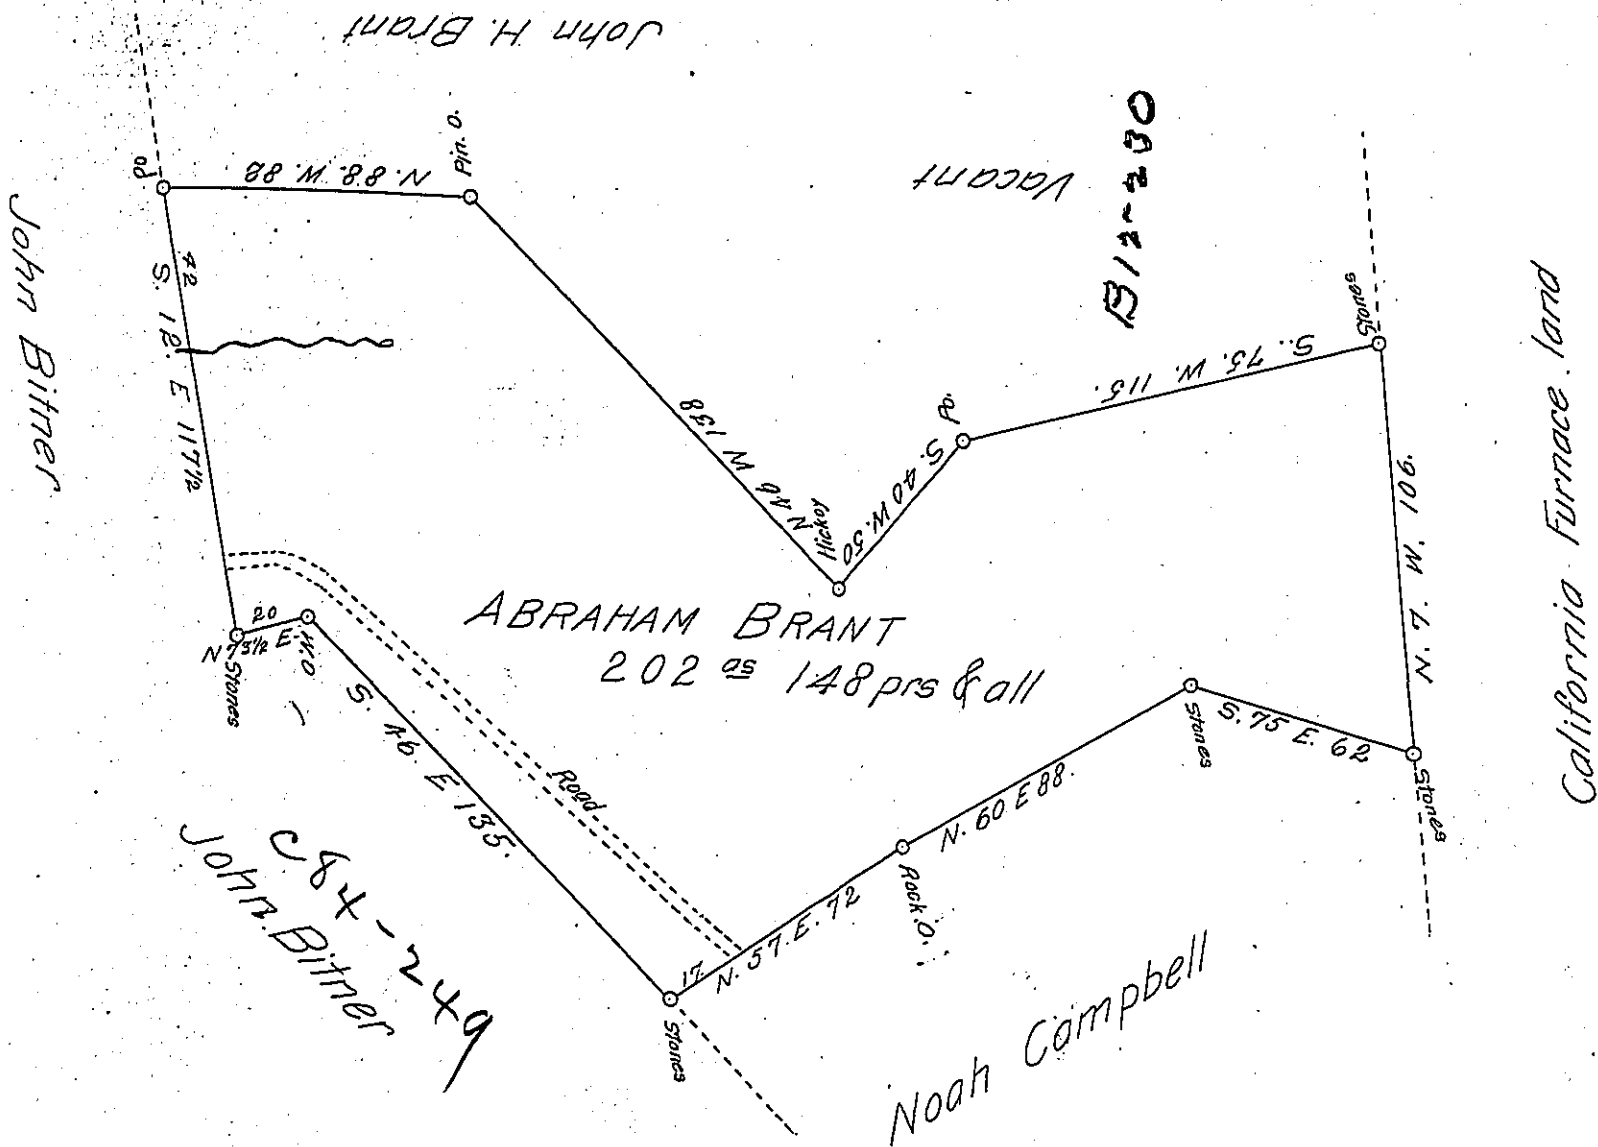 John H. Brant
Vacant
B12-230
California Furnace land
John Bitner
po
N. 88. W. 82
Pin. O.
42
S. 12. E. 117½
N 46 W 138
Hickoy
S. 40 W. 50
Po.
S. 75. W. 115.
Stones
N. 7. W. 106.
ABRAHAM BRANT
202 as 148 prs & all
20
N 73½ E.
W.O
Stones
S. 46. E 135.
Road
Stones
S. 75 E. 62
Stones
N. 60 E 88.
Rock. O.
17.
N. 57. E. 72
Stones
C84-249
John Bitner
Noah Campbell